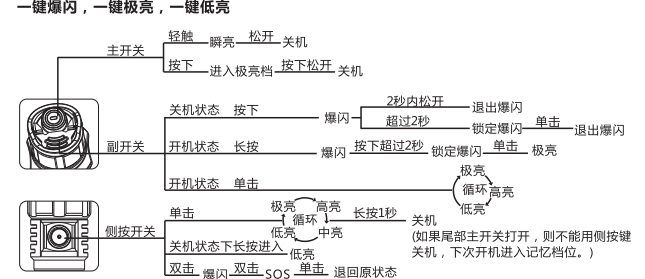 一键爆闪，一键极亮，一键低亮
轻触 瞬亮 松开 关机
主开关
按下 进入极亮档 按下松开 关机
关机状态 按下 爆闪 2秒内松开 退出爆闪
超过2秒 锁定爆闪 单击 退出爆闪
副开关
开机状态 长按 爆闪 按下超过2秒 锁定爆闪 单击 极亮
开机状态 单击 极亮 循环 高亮 低亮
侧按开关
单击 极亮 高亮 循环 低亮 中亮 长按1秒 关机
(如果尾部主开关打开，则不能用侧按键
关机，下次开机进入记忆档位。)
关机状态下长按进入 低亮
双击 爆闪 双击 SOS 单击 退回原状态